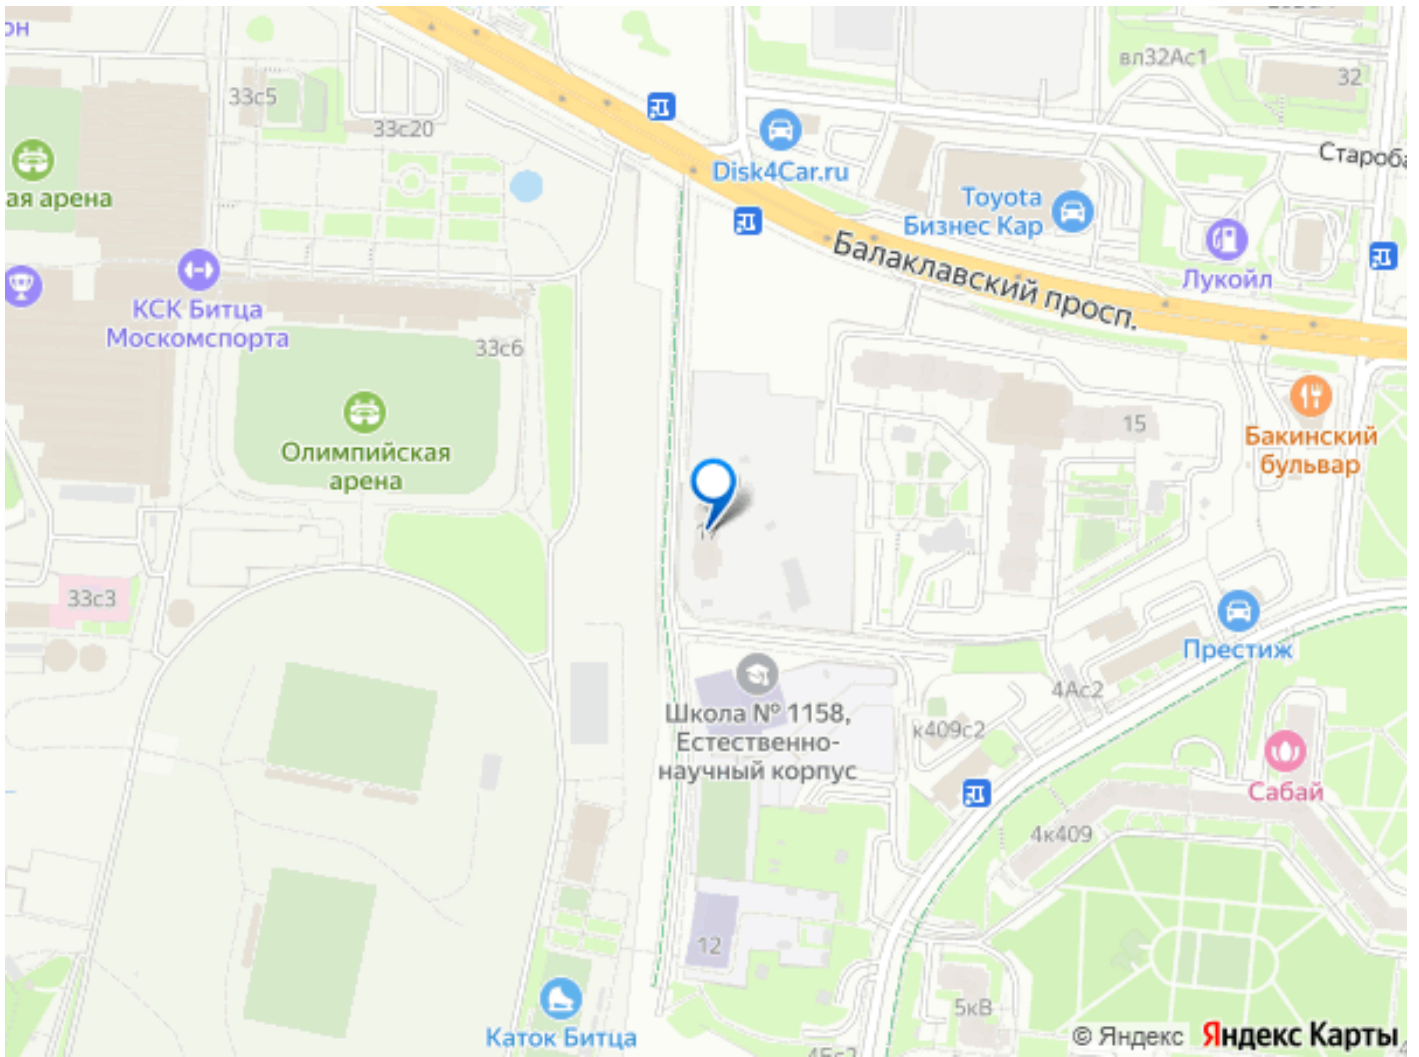 он
вл32Ас1
32
33с5
33с20
Disk4Car.ru
Староба
ая арена
Toyota
Бизнес Кар
Балаклавский просп.
Лукойл
КСК Битца
Москомспорта
33с6
15
Олимпийская
арена
Бакинский
бульвар
33с3
Престиж
4Ас2
Школа № 1158,
Естественно-
научный корпус
к409с2
Сабай
4к409
12
5кВ
Каток Битца
© Яндекс Яндекс Карты